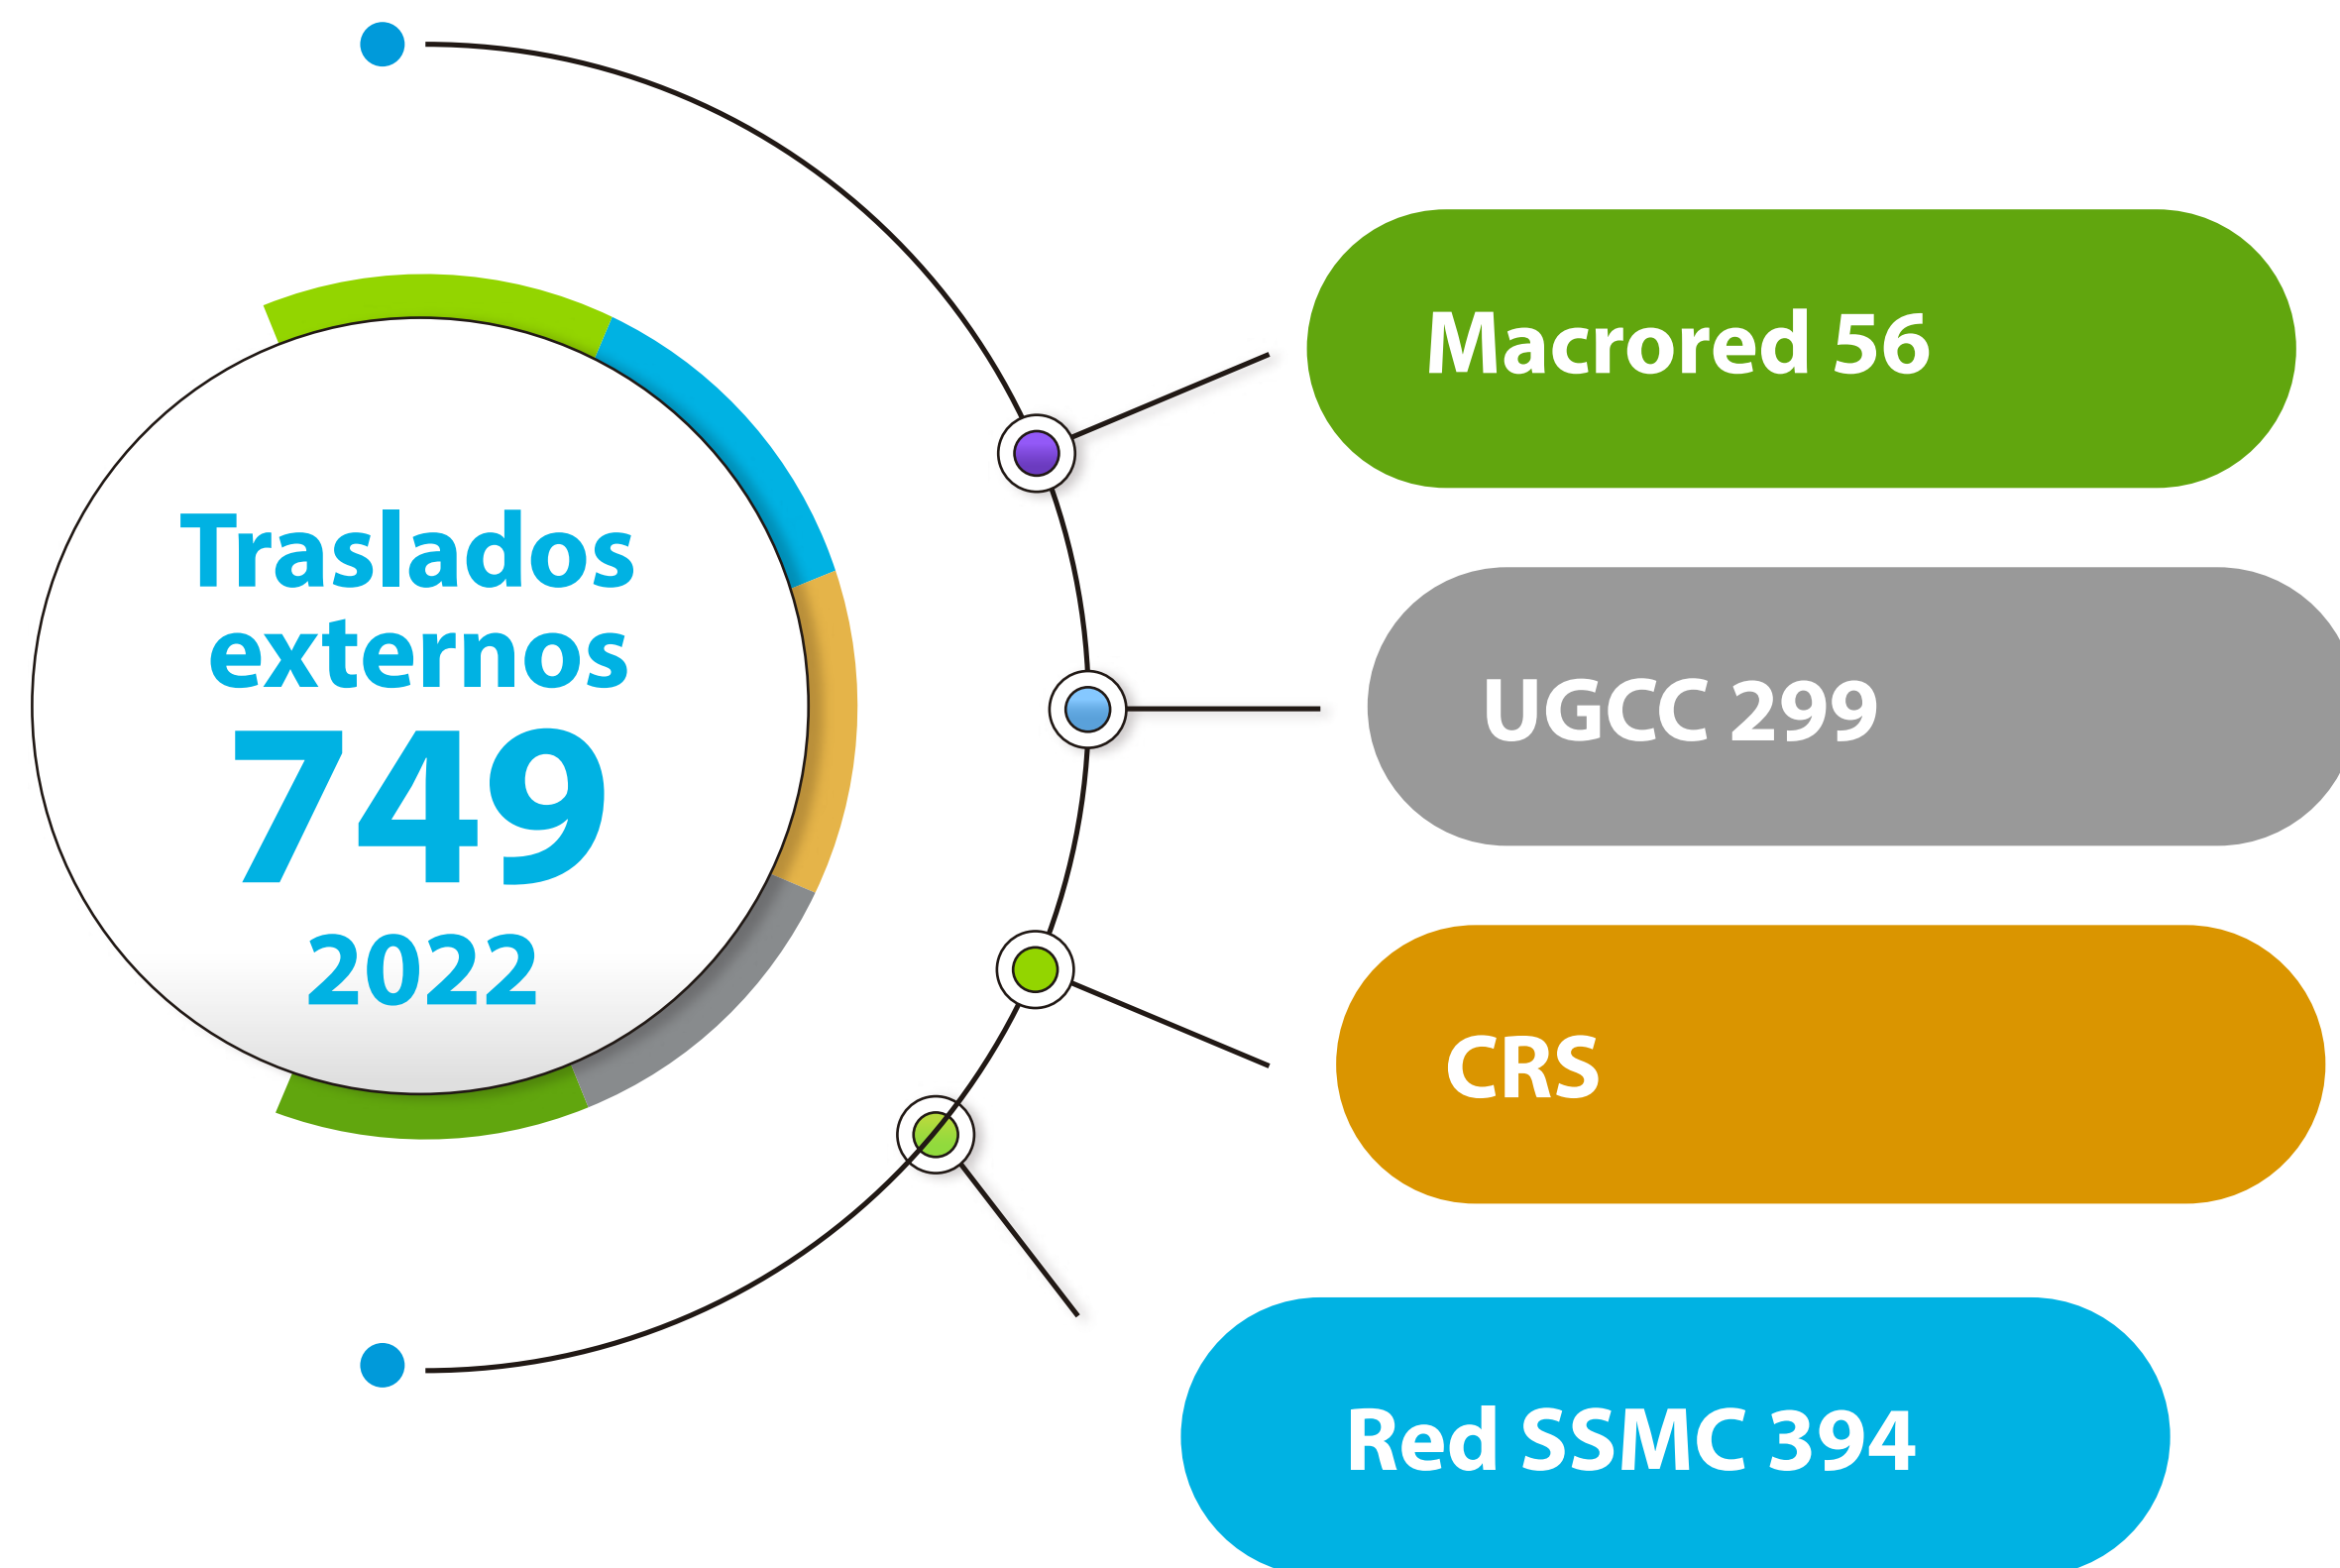 Traslados
externos
749
2022
Macrored 56
UGCC 299
CRS
Red SSMC 394